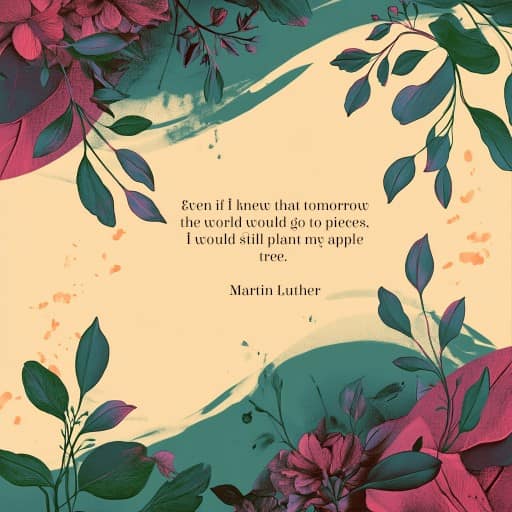 Even if I knew that tomorrow
the world would go to pieces,
I would still plant my apple
tree.
Martin Luther